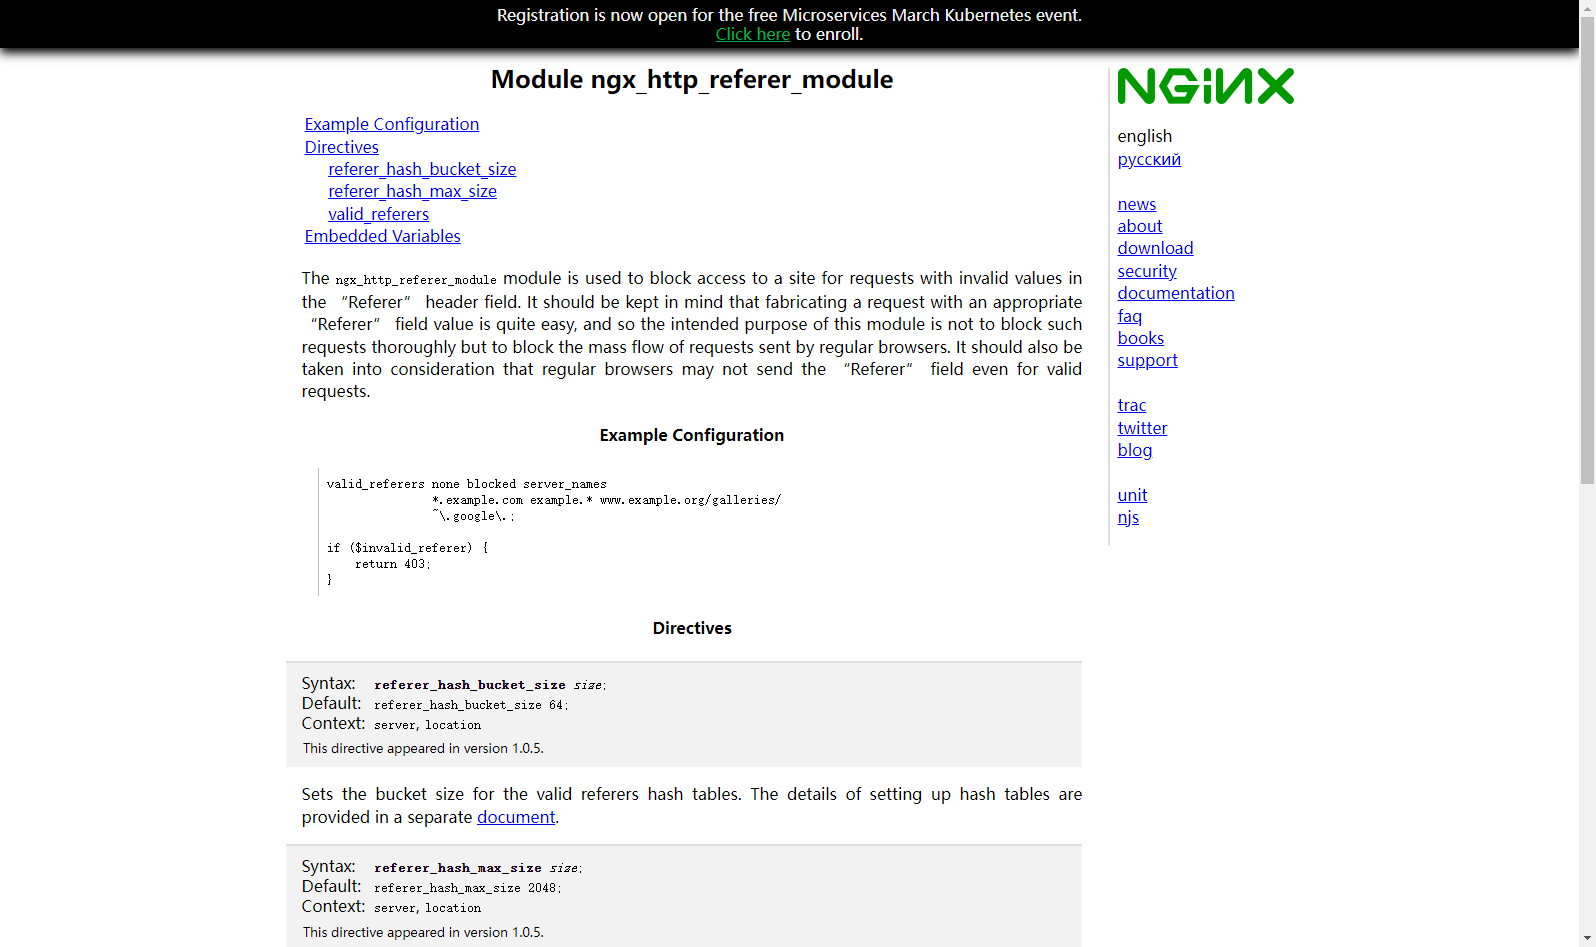 Registration is now open for the free Microservices March Kubernetes event.
Click here to enroll.
Module ngx_http_referer_module
Example Configuration
Directives
referer_hash_bucket_size
referer_hash_max_size
valid_referers
Embedded Variables
The ngx_http_referer_module module is used to block access to a site for requests with invalid values in
the “Referer” header field. It should be kept in mind that fabricating a request with an appropriate
“Referer” field value is quite easy, and so the intended purpose of this module is not to block such
requests thoroughly but to block the mass flow of requests sent by regular browsers. It should also be
taken into consideration that regular browsers may not send the “Referer” field even for valid
requests.
Example Configuration
valid_referers none blocked server_names
*.example.com example.* www.example.org/galleries/
~\.google\.;
if ($invalid_referer) {
return 403;
}
Directives
Syntax: referer_hash_bucket_size size;
Default: referer_hash_bucket_size 64;
Context: server, location
This directive appeared in version 1.0.5.
Sets the bucket size for the valid referers hash tables. The details of setting up hash tables are
provided in a separate document.
Syntax: referer_hash_max_size size;
Default: referer_hash_max_size 2048;
Context: server, location
This directive appeared in version 1.0.5.
NGINX
english
русский
news
about
download
security
documentation
faq
books
support
trac
twitter
blog
unit
njs